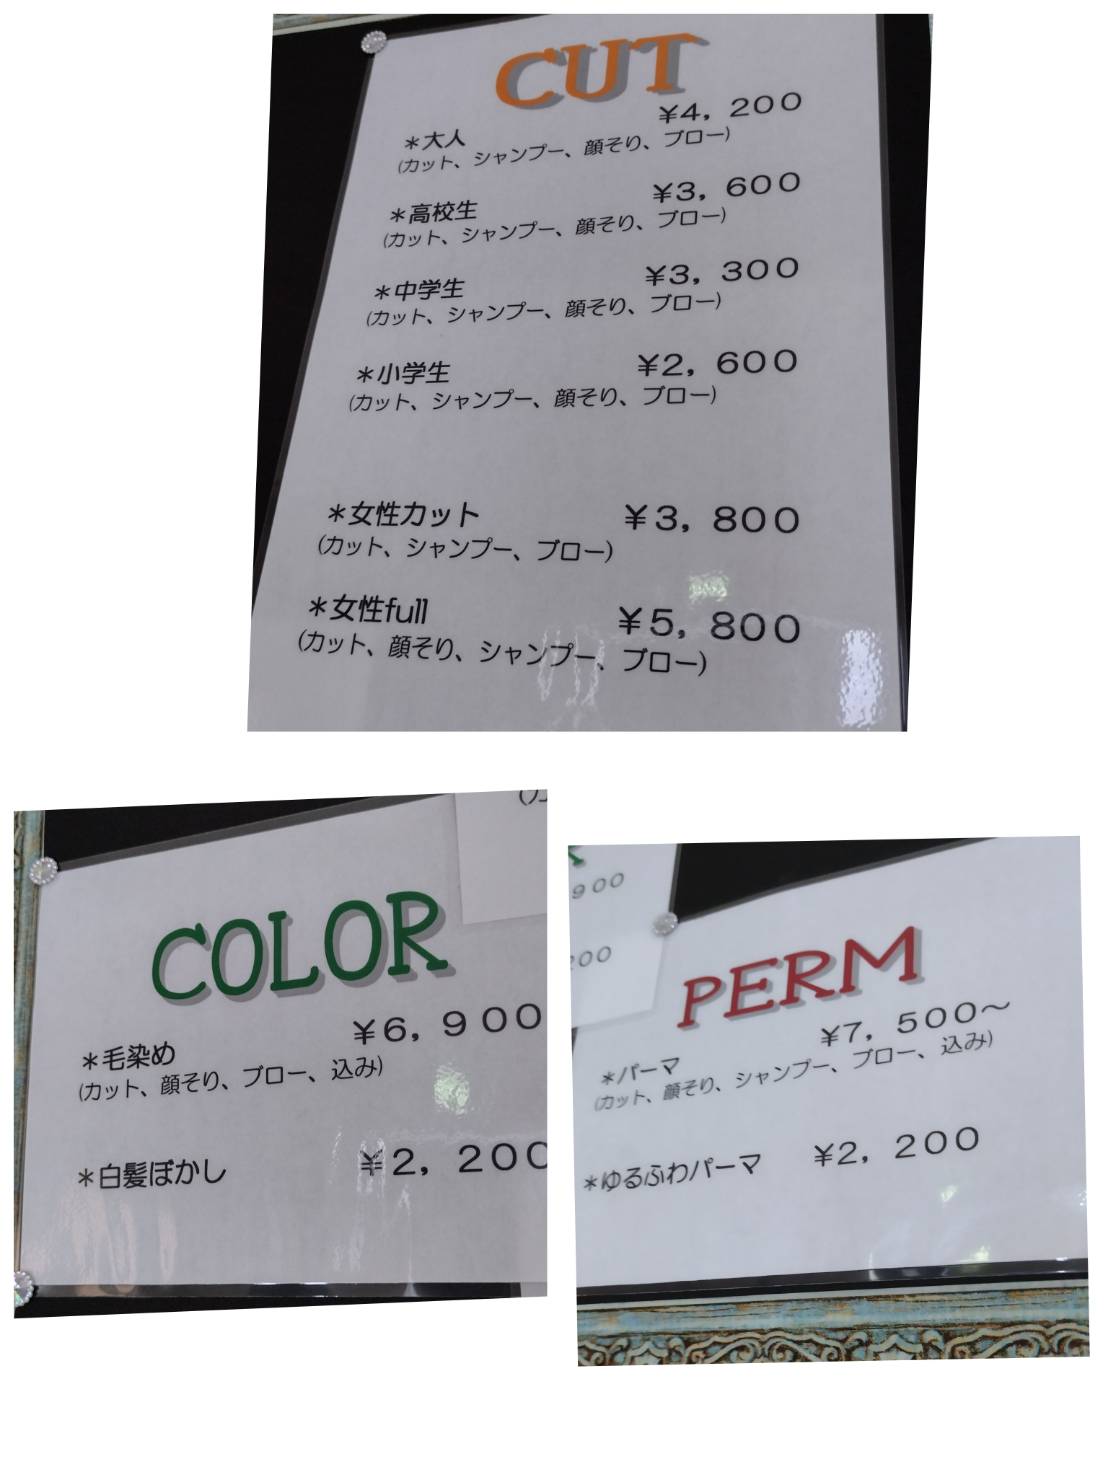 CUT
＊大人 ¥4,200
(カット、シャンプー、顔そり、ブロー)
＊高校生 ¥3,600
(カット、シャンプー、顔そり、ブロー)
＊中学生 ¥3,300
(カット、シャンプー、顔そり、ブロー)
＊小学生 ¥2,600
(カット、シャンプー、顔そり、ブロー)
＊女性カット ¥3,800
(カット、シャンプー、ブロー)
＊女性full ¥5,800
(カット、顔そり、シャンプー、ブロー)
COLOR
＊毛染め ¥6,900
(カット、顔そり、ブロー、込み)
＊白髪ぼかし ¥2,200
900
200
PERM
＊パーマ ¥7,500〜
(カット、顔そり、シャンプー、ブロー、込み)
＊ゆるふわパーマ ¥2,200